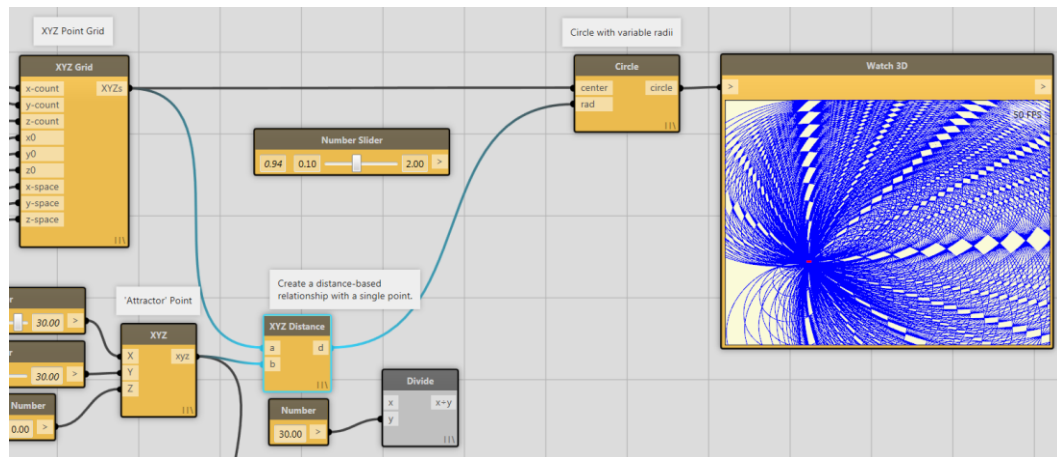 XYZ Point Grid
XYZ Grid
x-count XYZs
y-count
z-count
x0
y0
z0
x-space
y-space
z-space
Number Slider
0.94 0.10 2.00 >
Circle with variable radii
Circle
center circle
rad
Watch 3D
> >
50 FPS
'Attractor' Point
30.00 >
XYZ
X xyz
Y
Z
30.00 >
Number
0.00 >
Create a distance-based
relationship with a single point.
XYZ Distance
a d
b
Number
30.00 >
Divide
x x÷y
y